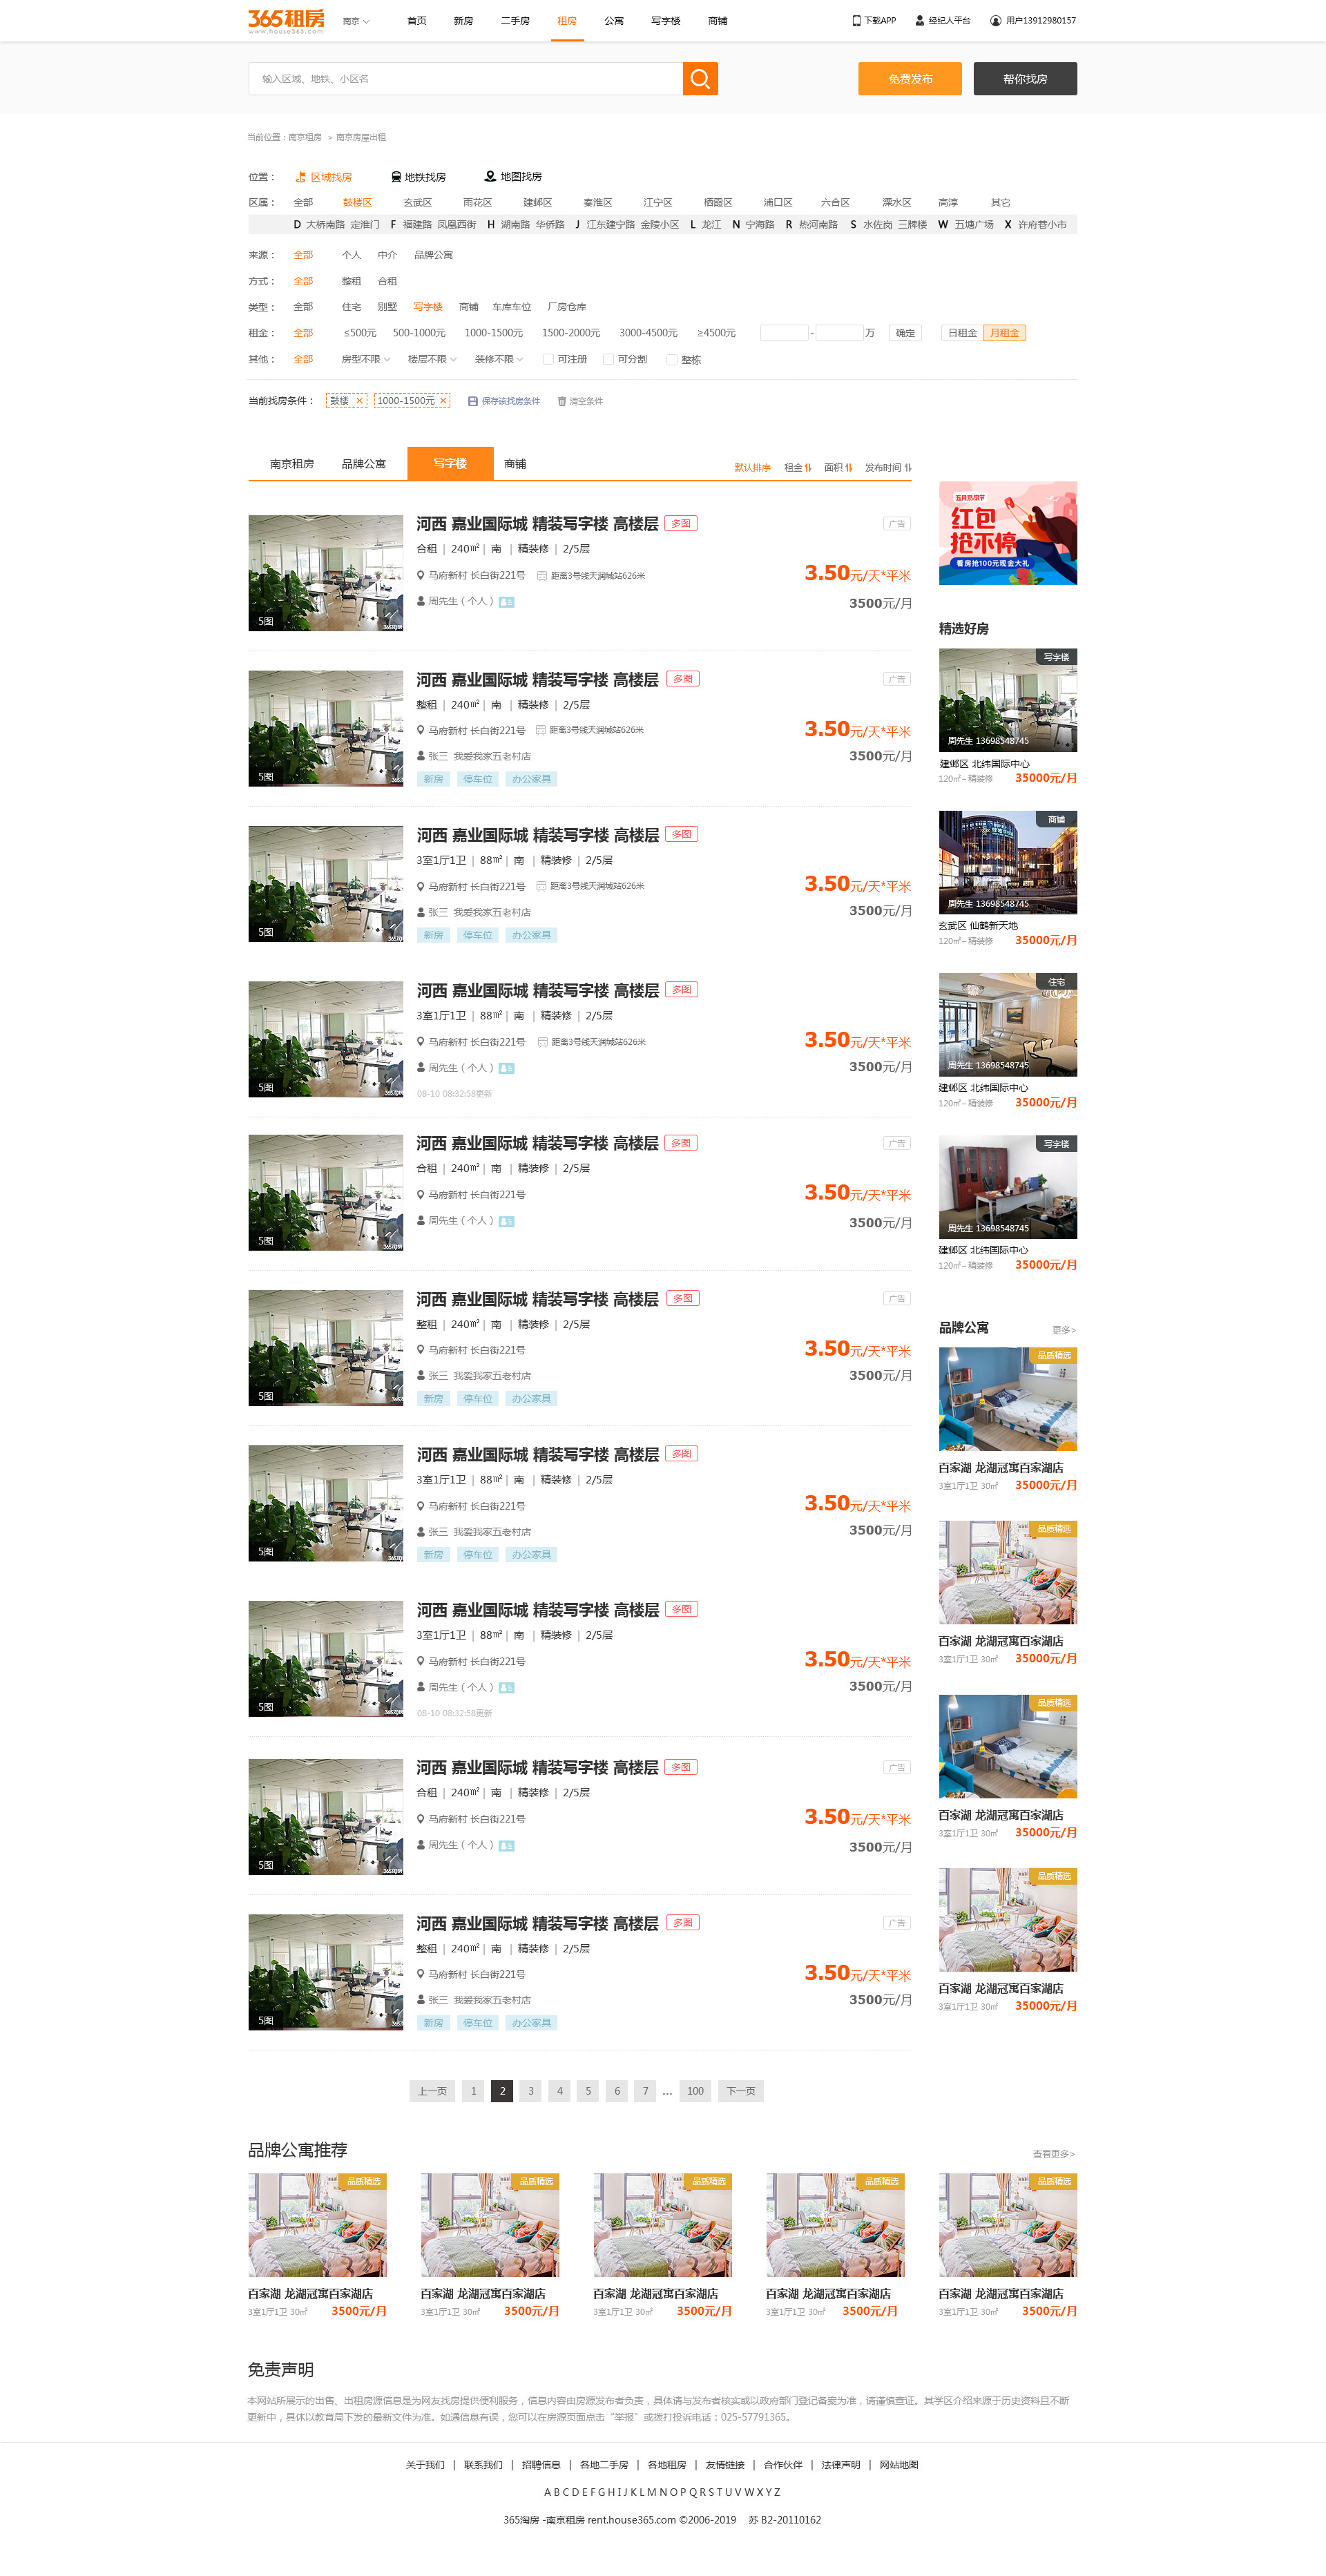 365租房
www.house365.com
南京
首页 新房 二手房 租房 公寓 写字楼 商铺
下载APP 经纪人平台 用户13912980157
输入区域、地铁、小区名
免费发布 帮你找房
当前位置：南京租房 > 南京房屋出租
位置： 区域找房 地铁找房 地图找房
区属： 全部 鼓楼区 玄武区 雨花区 建邺区 秦淮区 江宁区 栖霞区 浦口区 六合区 溧水区 高淳 其它
D 大桥南路 定淮门 F 福建路 凤凰西街 H 湖南路 华侨路 J 江东建宁路 金陵小区 L 龙江 N 宁海路 R 热河南路 S 水佐岗 三牌楼 W 五塘广场 X 许府巷小市
来源： 全部 个人 中介 品牌公寓
方式： 全部 整租 合租
类型： 全部 住宅 别墅 写字楼 商铺 车库车位 厂房仓库
租金： 全部 ≤500元 500-1000元 1000-1500元 1500-2000元 3000-4500元 ≥4500元 - 万 确定 日租金 月租金
其他： 全部 房型不限 楼层不限 装修不限 可注册 可分割 整栋
当前找房条件： 鼓楼 × 1000-1500元 × 保存该找房条件 清空条件
南京租房 品牌公寓 写字楼 商铺
默认排序 租金 面积 发布时间
河西 嘉业国际城 精装写字楼 高楼层 多图 广告
合租 | 240㎡ | 南 | 精装修 | 2/5层
马府新村 长白街221号 距离3号线天润城站626米
3.50元/天*平米
周先生（个人）
3500元/月
5图
河西 嘉业国际城 精装写字楼 高楼层 多图 广告
整租 | 240㎡ | 南 | 精装修 | 2/5层
马府新村 长白街221号 距离3号线天润城站626米
3.50元/天*平米
张三 我爱我家五老村店
3500元/月
新房 停车位 办公家具
5图
河西 嘉业国际城 精装写字楼 高楼层 多图
3室1厅1卫 | 88㎡ | 南 | 精装修 | 2/5层
马府新村 长白街221号 距离3号线天润城站626米
3.50元/天*平米
张三 我爱我家五老村店
3500元/月
新房 停车位 办公家具
5图
河西 嘉业国际城 精装写字楼 高楼层 多图
3室1厅1卫 | 88㎡ | 南 | 精装修 | 2/5层
马府新村 长白街221号 距离3号线天润城站626米
3.50元/天*平米
周先生（个人）
3500元/月
08-10 08:32:58更新
5图
河西 嘉业国际城 精装写字楼 高楼层 多图 广告
合租 | 240㎡ | 南 | 精装修 | 2/5层
马府新村 长白街221号
3.50元/天*平米
周先生（个人）
3500元/月
5图
河西 嘉业国际城 精装写字楼 高楼层 多图 广告
整租 | 240㎡ | 南 | 精装修 | 2/5层
马府新村 长白街221号
3.50元/天*平米
张三 我爱我家五老村店
3500元/月
新房 停车位 办公家具
5图
河西 嘉业国际城 精装写字楼 高楼层 多图
3室1厅1卫 | 88㎡ | 南 | 精装修 | 2/5层
马府新村 长白街221号
3.50元/天*平米
张三 我爱我家五老村店
3500元/月
新房 停车位 办公家具
5图
河西 嘉业国际城 精装写字楼 高楼层 多图
3室1厅1卫 | 88㎡ | 南 | 精装修 | 2/5层
马府新村 长白街221号
3.50元/天*平米
周先生（个人）
3500元/月
08-10 08:32:58更新
5图
河西 嘉业国际城 精装写字楼 高楼层 多图 广告
合租 | 240㎡ | 南 | 精装修 | 2/5层
马府新村 长白街221号
3.50元/天*平米
周先生（个人）
3500元/月
5图
河西 嘉业国际城 精装写字楼 高楼层 多图 广告
整租 | 240㎡ | 南 | 精装修 | 2/5层
马府新村 长白街221号
3.50元/天*平米
张三 我爱我家五老村店
3500元/月
新房 停车位 办公家具
5图
上一页 1 2 3 4 5 6 7 … 100 下一页
红包
抢不停
看房抢100元现金大礼
精选好房
写字楼
周先生 13698548745
建邺区 北纬国际中心
120㎡－精装修 35000元/月
商铺
周先生 13698548745
玄武区 仙鹤新天地
120㎡－精装修 35000元/月
住宅
周先生 13698548745
建邺区 北纬国际中心
120㎡－精装修 35000元/月
写字楼
周先生 13698548745
建邺区 北纬国际中心
120㎡－精装修 35000元/月
品牌公寓 更多>
品质精选
百家湖 龙湖冠寓百家湖店
3室1厅1卫 30㎡ 35000元/月
品质精选
百家湖 龙湖冠寓百家湖店
3室1厅1卫 30㎡ 35000元/月
品质精选
百家湖 龙湖冠寓百家湖店
3室1厅1卫 30㎡ 35000元/月
品质精选
百家湖 龙湖冠寓百家湖店
3室1厅1卫 30㎡ 35000元/月
品牌公寓推荐 查看更多>
品质精选 品质精选 品质精选 品质精选 品质精选
百家湖 龙湖冠寓百家湖店 百家湖 龙湖冠寓百家湖店 百家湖 龙湖冠寓百家湖店 百家湖 龙湖冠寓百家湖店 百家湖 龙湖冠寓百家湖店
3室1厅1卫 30㎡ 3500元/月 3室1厅1卫 30㎡ 3500元/月 3室1厅1卫 30㎡ 3500元/月 3室1厅1卫 30㎡ 3500元/月 3室1厅1卫 30㎡ 3500元/月
免责声明
本网站所展示的出售、出租房源信息是为网友找房提供便利服务，信息内容由房源发布者负责，具体请与发布者核实或以政府部门登记备案为准，请谨慎查证。其学区介绍来源于历史资料且不断
更新中，具体以教育局下发的最新文件为准。如遇信息有误，您可以在房源页面点击“举报”或拨打投诉电话：025-57791365。
关于我们 | 联系我们 | 招聘信息 | 各地二手房 | 各地租房 | 友情链接 | 合作伙伴 | 法律声明 | 网站地图
A B C D E F G H I J K L M N O P Q R S T U V W X Y Z
365淘房 -南京租房 rent.house365.com ©2006-2019 苏 B2-20110162